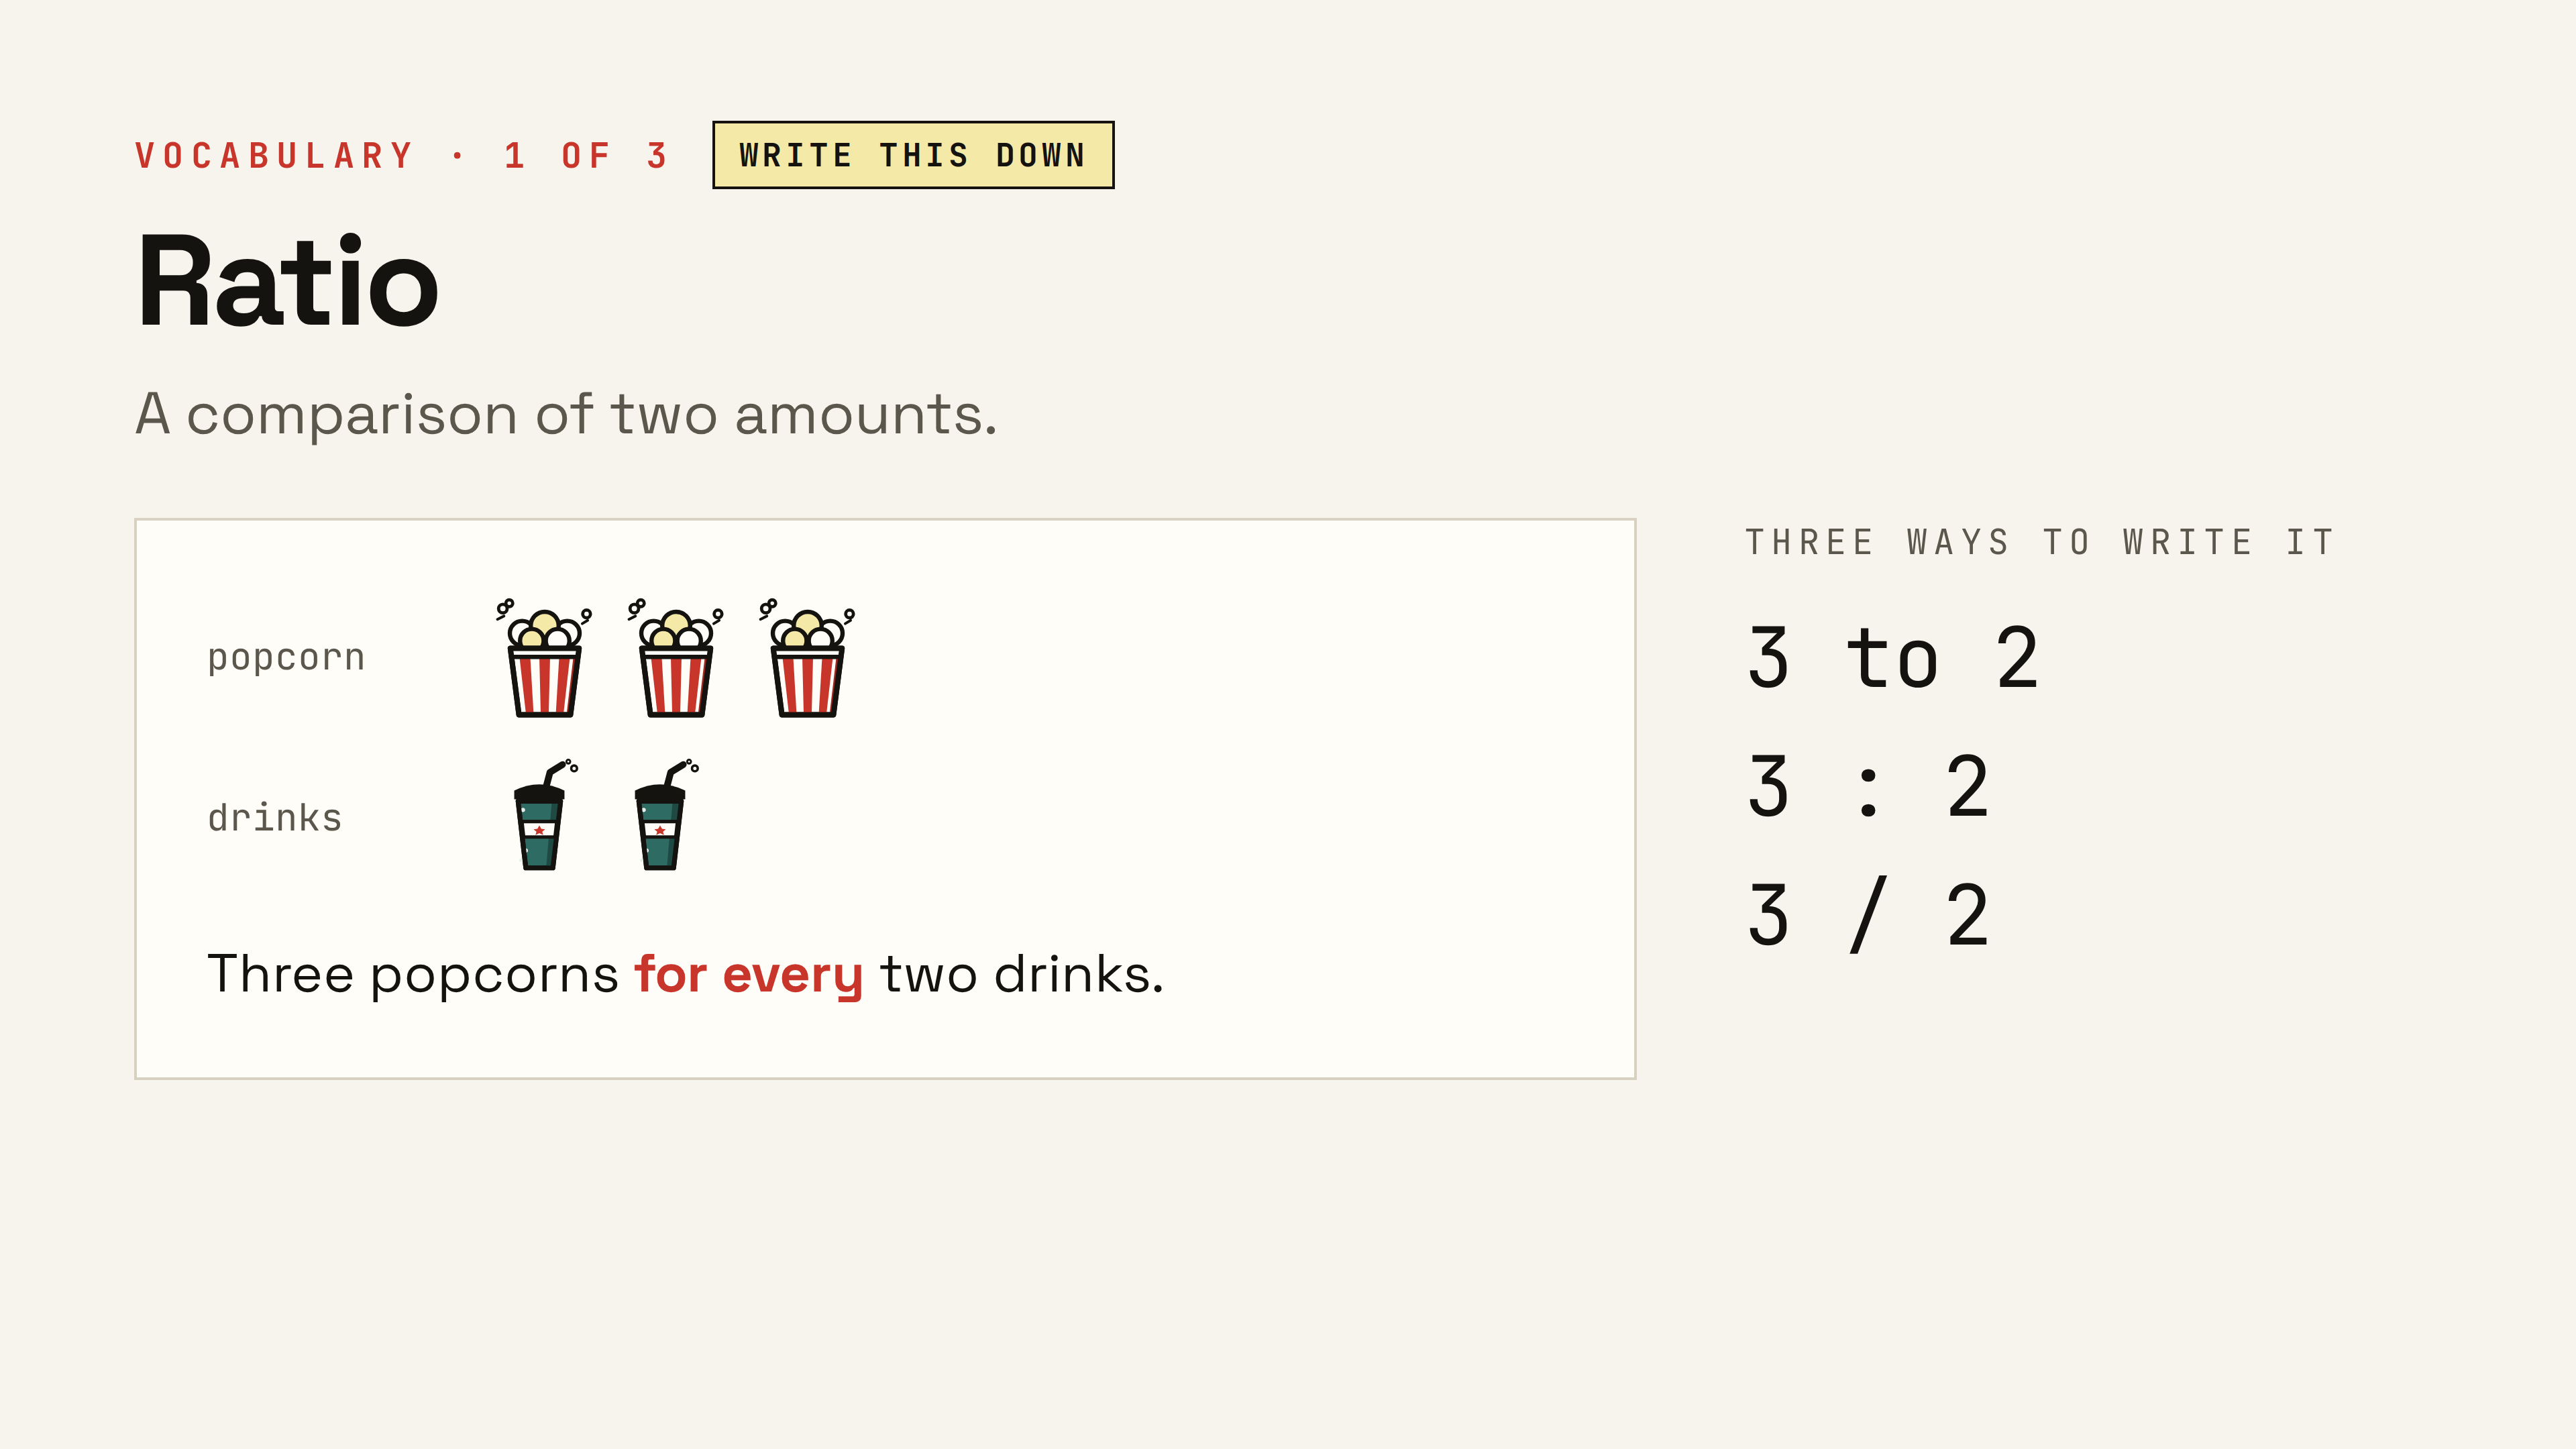 VOCABULARY · 1 OF 3 WRITE THIS DOWN
Ratio
A comparison of two amounts.
popcorn
drinks
Three popcorns for every two drinks.
THREE WAYS TO WRITE IT
3 to 2
3 : 2
3 / 2